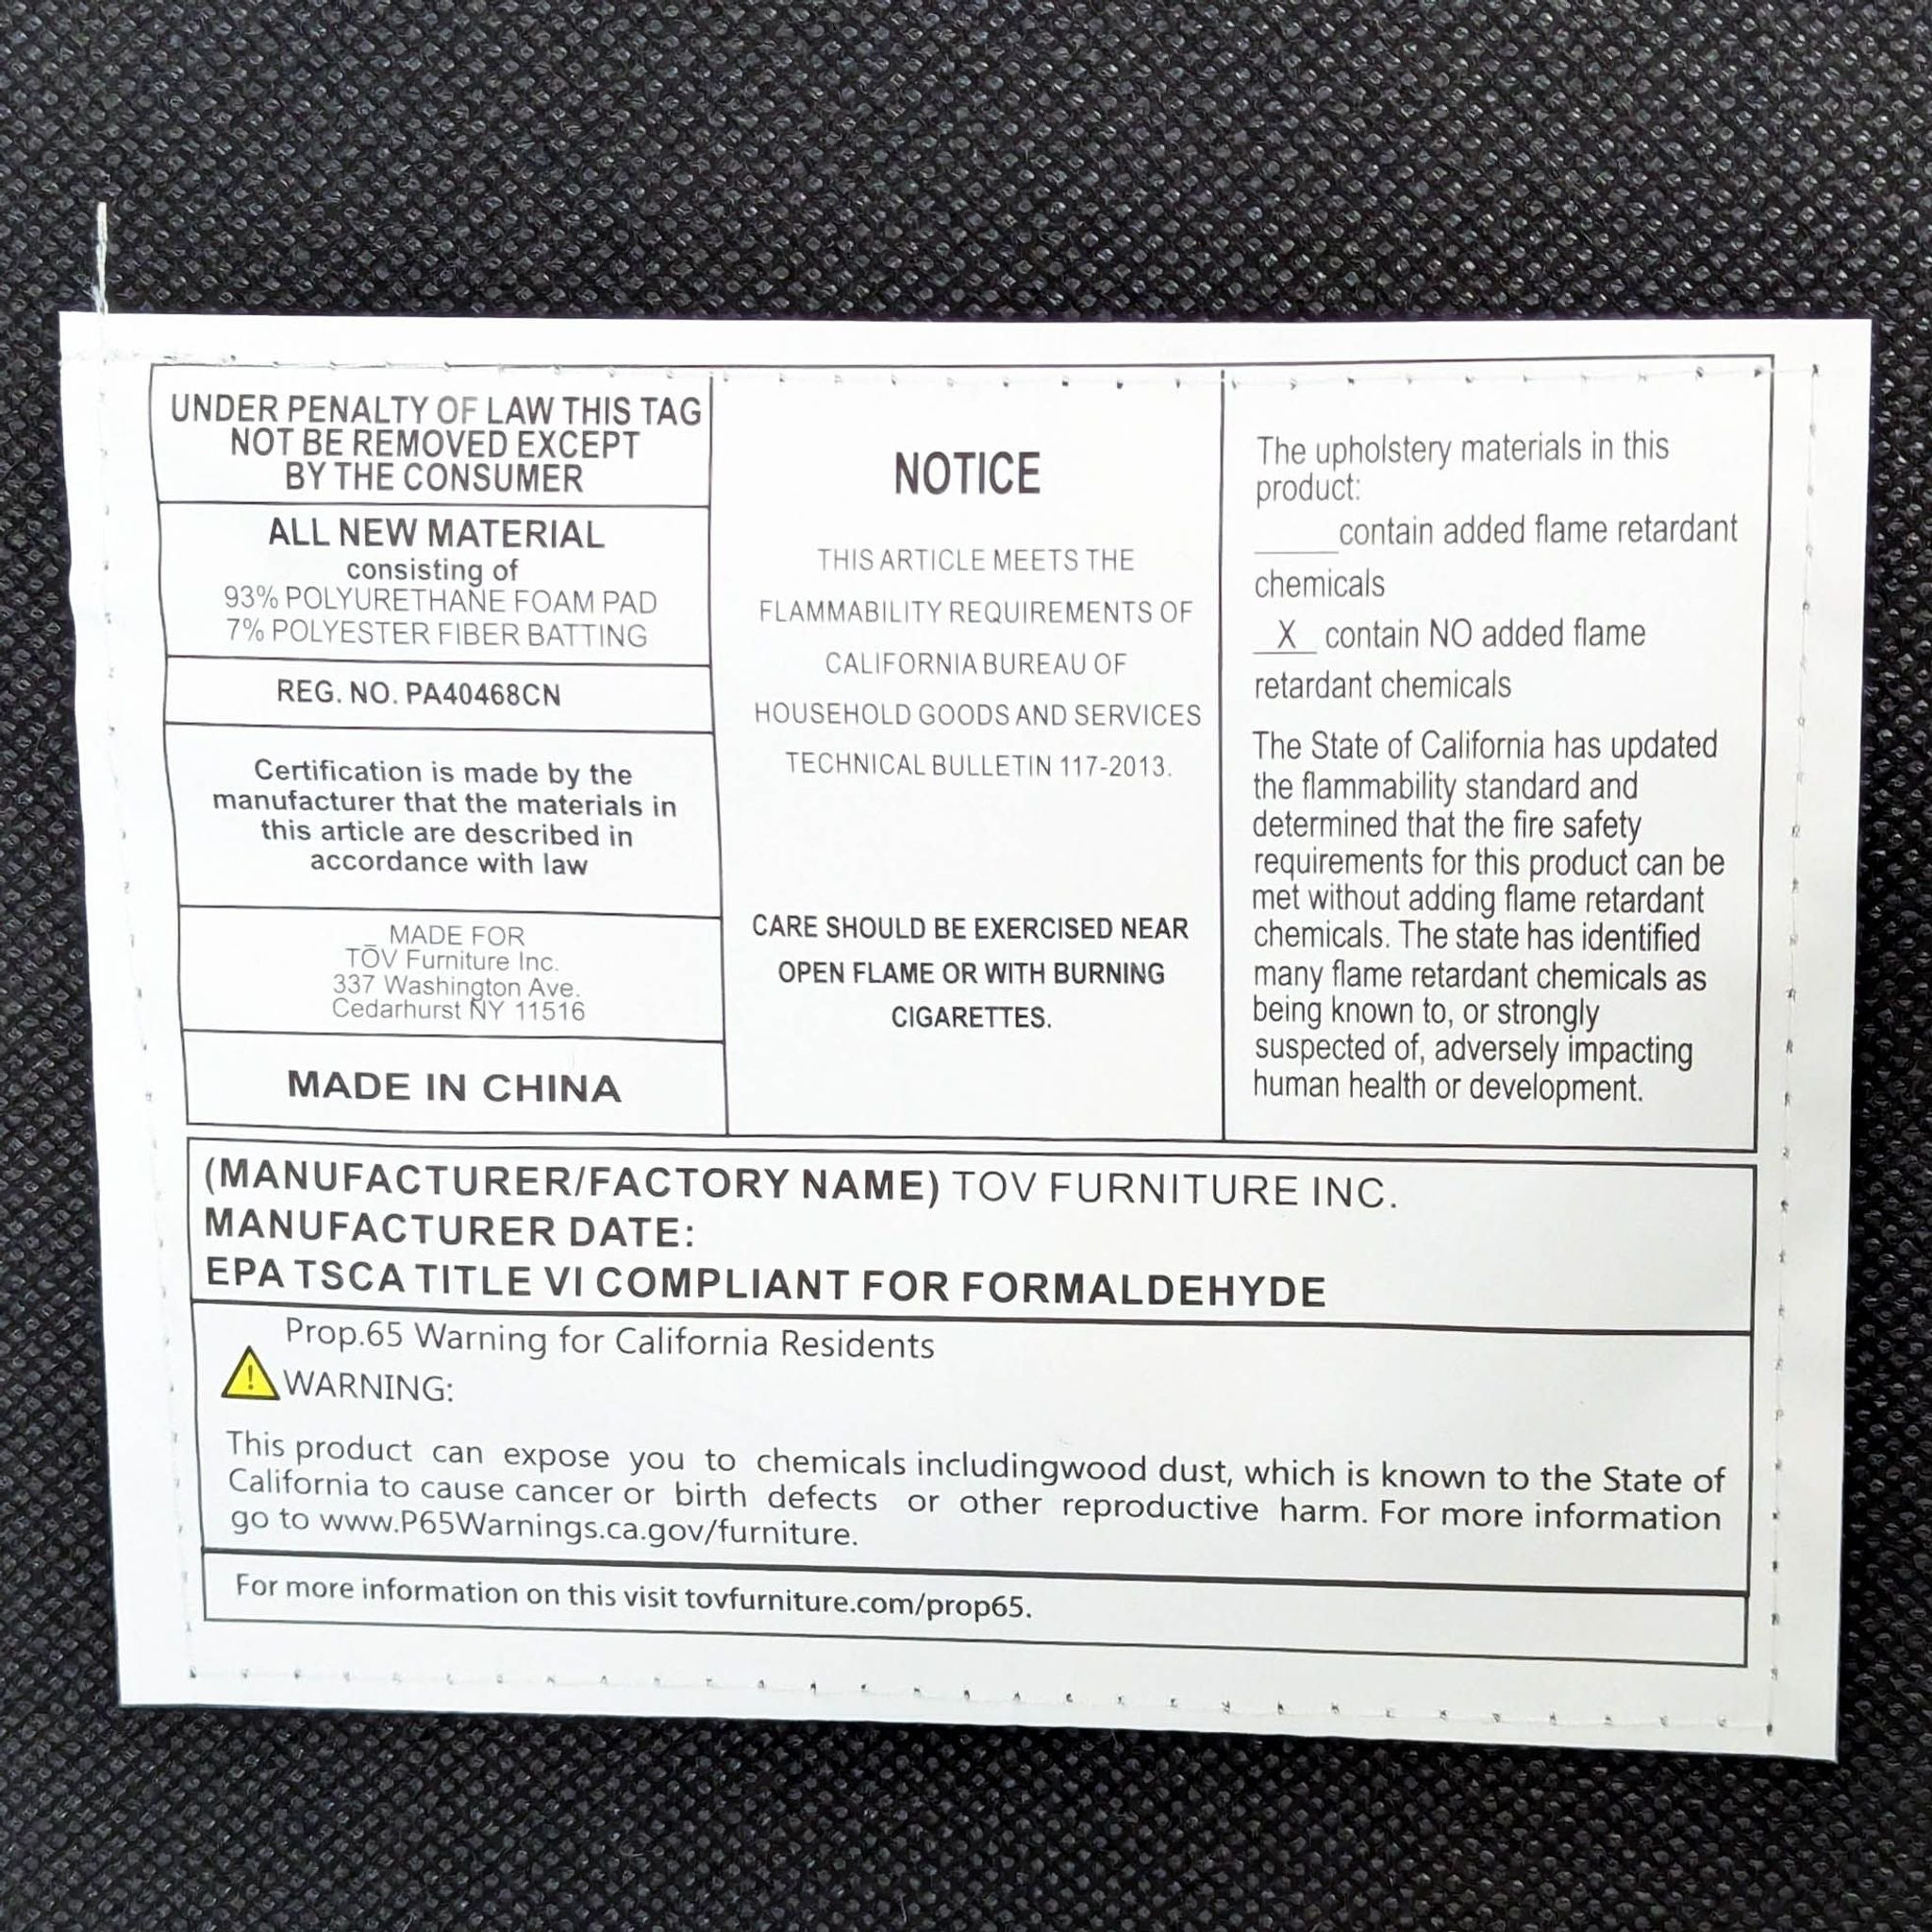 UNDER PENALTY OF LAW THIS TAG
NOT BE REMOVED EXCEPT
BY THE CONSUMER
ALL NEW MATERIAL
consisting of
93% POLYURETHANE FOAM PAD
7% POLYESTER FIBER BATTING
REG. NO. PA40468CN
Certification is made by the
manufacturer that the materials in
this article are described in
accordance with law
MADE FOR
TŌV Furniture Inc.
337 Washington Ave.
Cedarhurst NY 11516
MADE IN CHINA
NOTICE
THIS ARTICLE MEETS THE
FLAMMABILITY REQUIREMENTS OF
CALIFORNIA BUREAU OF
HOUSEHOLD GOODS AND SERVICES
TECHNICAL BULLETIN 117-2013.
CARE SHOULD BE EXERCISED NEAR
OPEN FLAME OR WITH BURNING
CIGARETTES.
The upholstery materials in this
product:
_____contain added flame retardant
chemicals
__X__ contain NO added flame
retardant chemicals
The State of California has updated
the flammability standard and
determined that the fire safety
requirements for this product can be
met without adding flame retardant
chemicals. The state has identified
many flame retardant chemicals as
being known to, or strongly
suspected of, adversely impacting
human health or development.
(MANUFACTURER/FACTORY NAME) TOV FURNITURE INC.
MANUFACTURER DATE:
EPA TSCA TITLE VI COMPLIANT FOR FORMALDEHYDE
Prop.65 Warning for California Residents
WARNING:
This product can expose you to chemicals includingwood dust, which is known to the State of
California to cause cancer or birth defects or other reproductive harm. For more information
go to www.P65Warnings.ca.gov/furniture.
For more information on this visit tovfurniture.com/prop65.